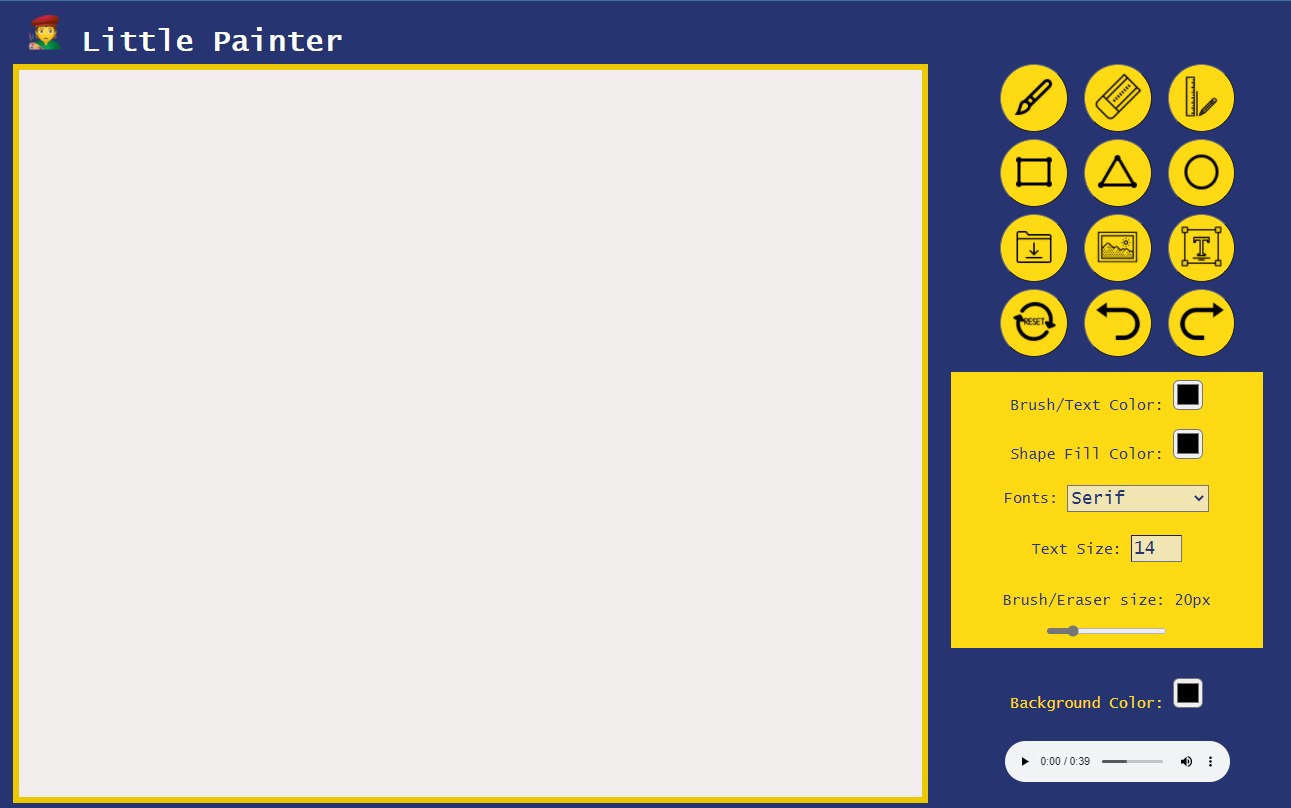 Little Painter
T
RESET
Brush/Text Color:
Shape Fill Color:
Fonts: Serif
Text Size: 14
Brush/Eraser size: 20px
Background Color:
0:00 / 0:39